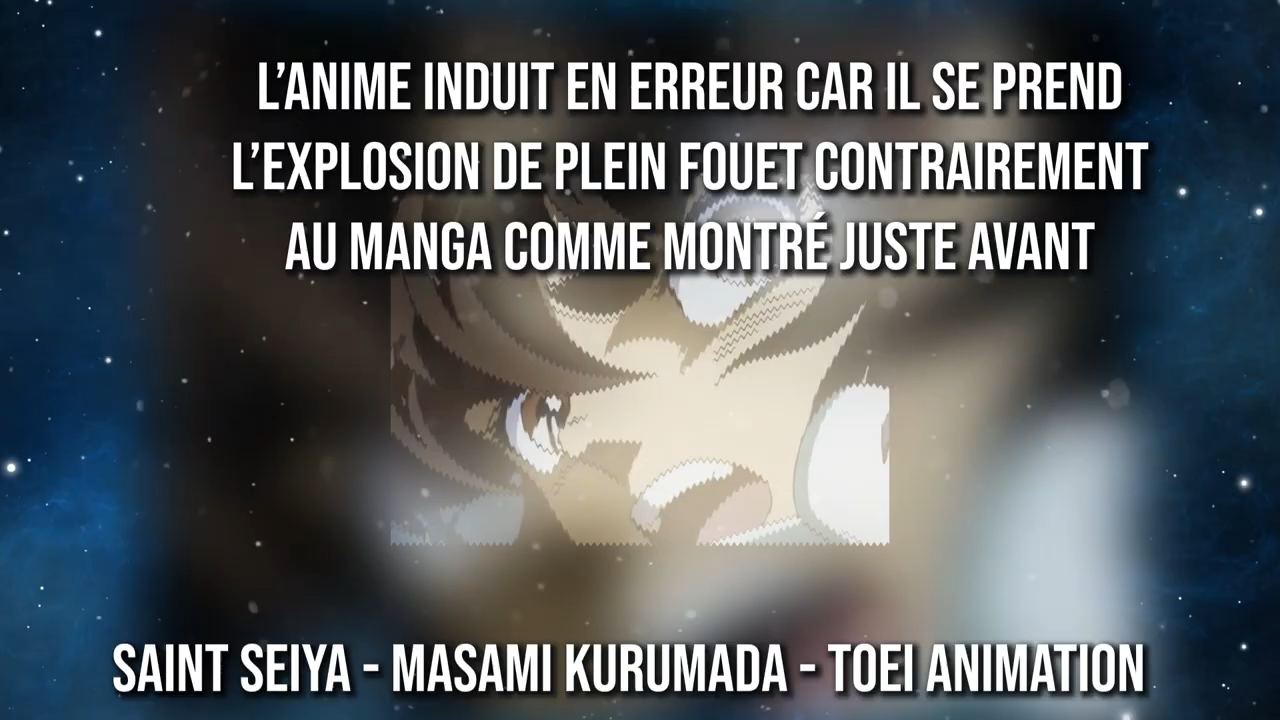 L'ANIME INDUIT EN ERREUR CAR IL SE PREND
L'EXPLOSION DE PLEIN FOUET CONTRAIREMENT
AU MANGA COMME MONTRÉ JUSTE AVANT
SAINT SEIYA - MASAMI KURUMADA - TOEI ANIMATION